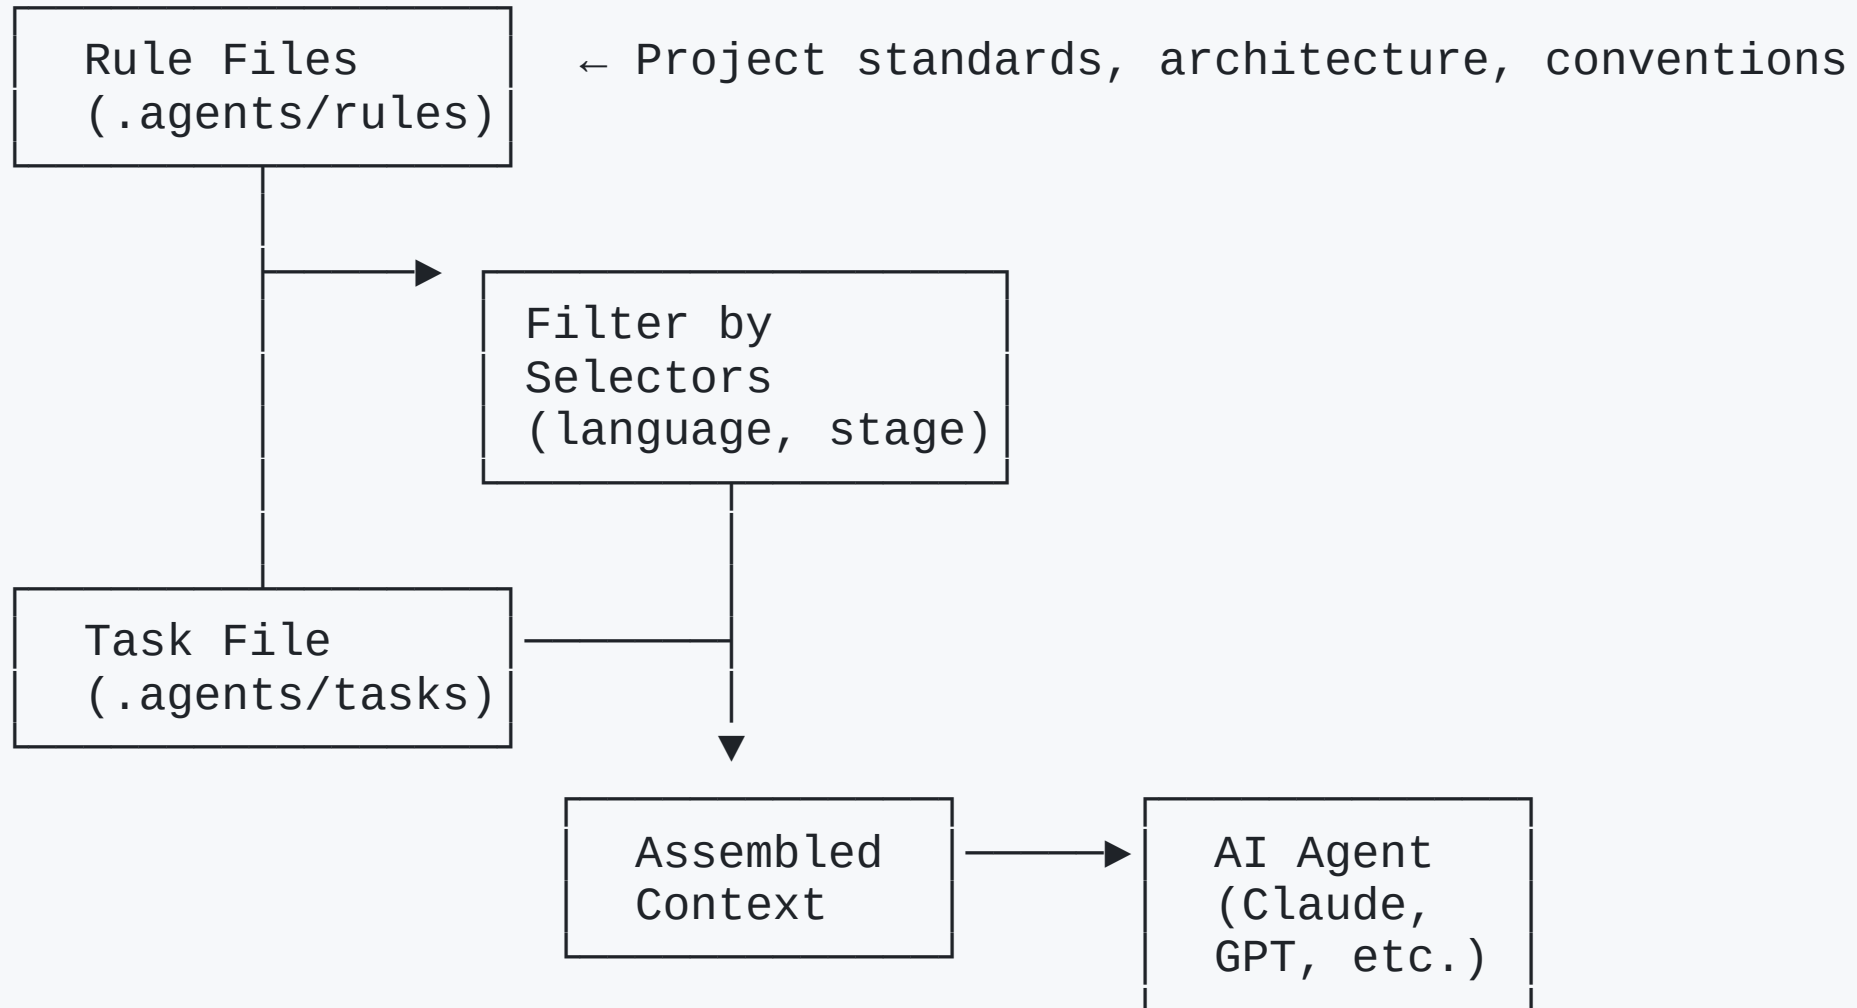 Rule Files ← Project standards, architecture, conventions
(.agents/rules)
Filter by
Selectors
(language, stage)
Task File
(.agents/tasks)
Assembled
Context
AI Agent
(Claude,
GPT, etc.)